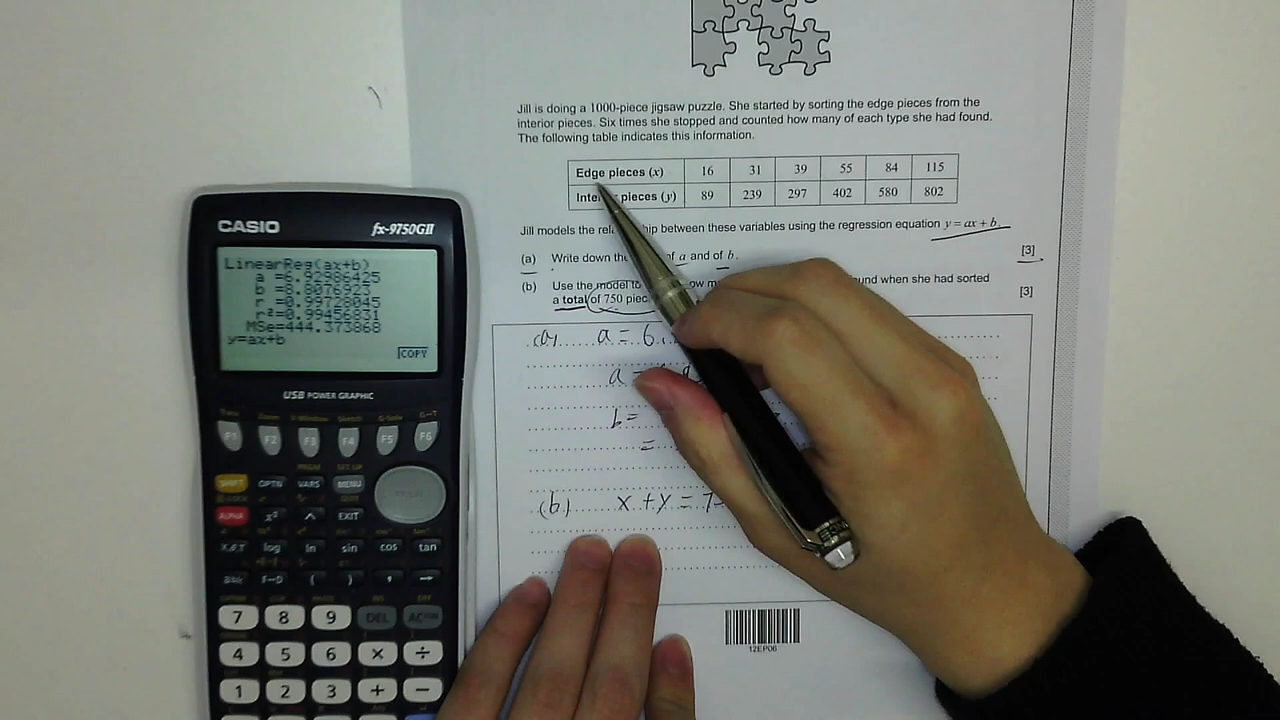 Jill is doing a 1000-piece jigsaw puzzle. She started by sorting the edge pieces from the
interior pieces. Six times she stopped and counted how many of each type she had found.
The following table indicates this information.
Edge pieces (x) 16 31 39 55 84 115
pieces (y) 89 239 297 402 580 802
Jill models the between these variables using the regression equation y = ax + b.
(a) Write down of a and of b. [3]
(b) Use the model to when she had sorted
a total of 750 [3]
(a) a = 6.
a =
b =
=
(b) x + y =
12EP06
CASIO fx-9750GII
LinearReg(ax+b)
a =6.92986425
b =8.8076923
r =0.99728045
r²=0.99456831
MSe=444.373868
y=ax+b
COPY
USB POWER GRAPHIC
F1 F2 F3 F4 F5 F6
SHIFT OPTN VARS MENU
ALPHA x² ^ EXIT
X,θ,T log ln sin cos tan
( ) , →
7 8 9 DEL AC/ON
4 5 6 × ÷
1 2 3 + −